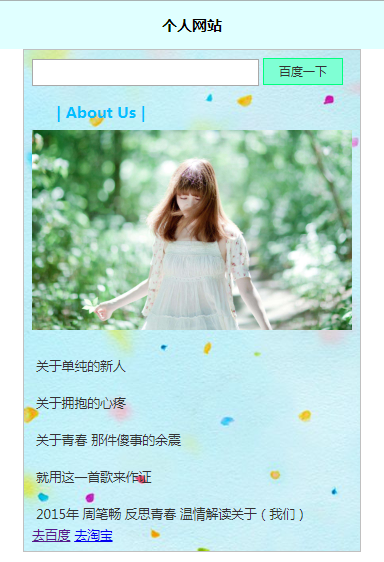 个人网站
百度一下
| About Us |
关于单纯的新人
关于拥抱的心疼
关于青春 那件傻事的余震
就用这一首歌来作证
2015年 周笔畅 反思青春 温情解读关于（我们）
去百度 去淘宝